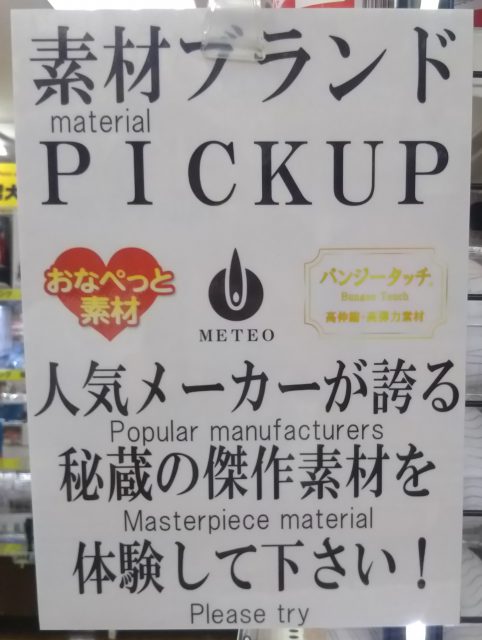 素材ブランド
material
PICKUP
おなぺっと
素材
METEO
バンジータッチ
高伸縮・高弾力素材
人気メーカーが誇る
Popular manufacturers
秘蔵の傑作素材を
Masterpiece material
体験して下さい！
Please try